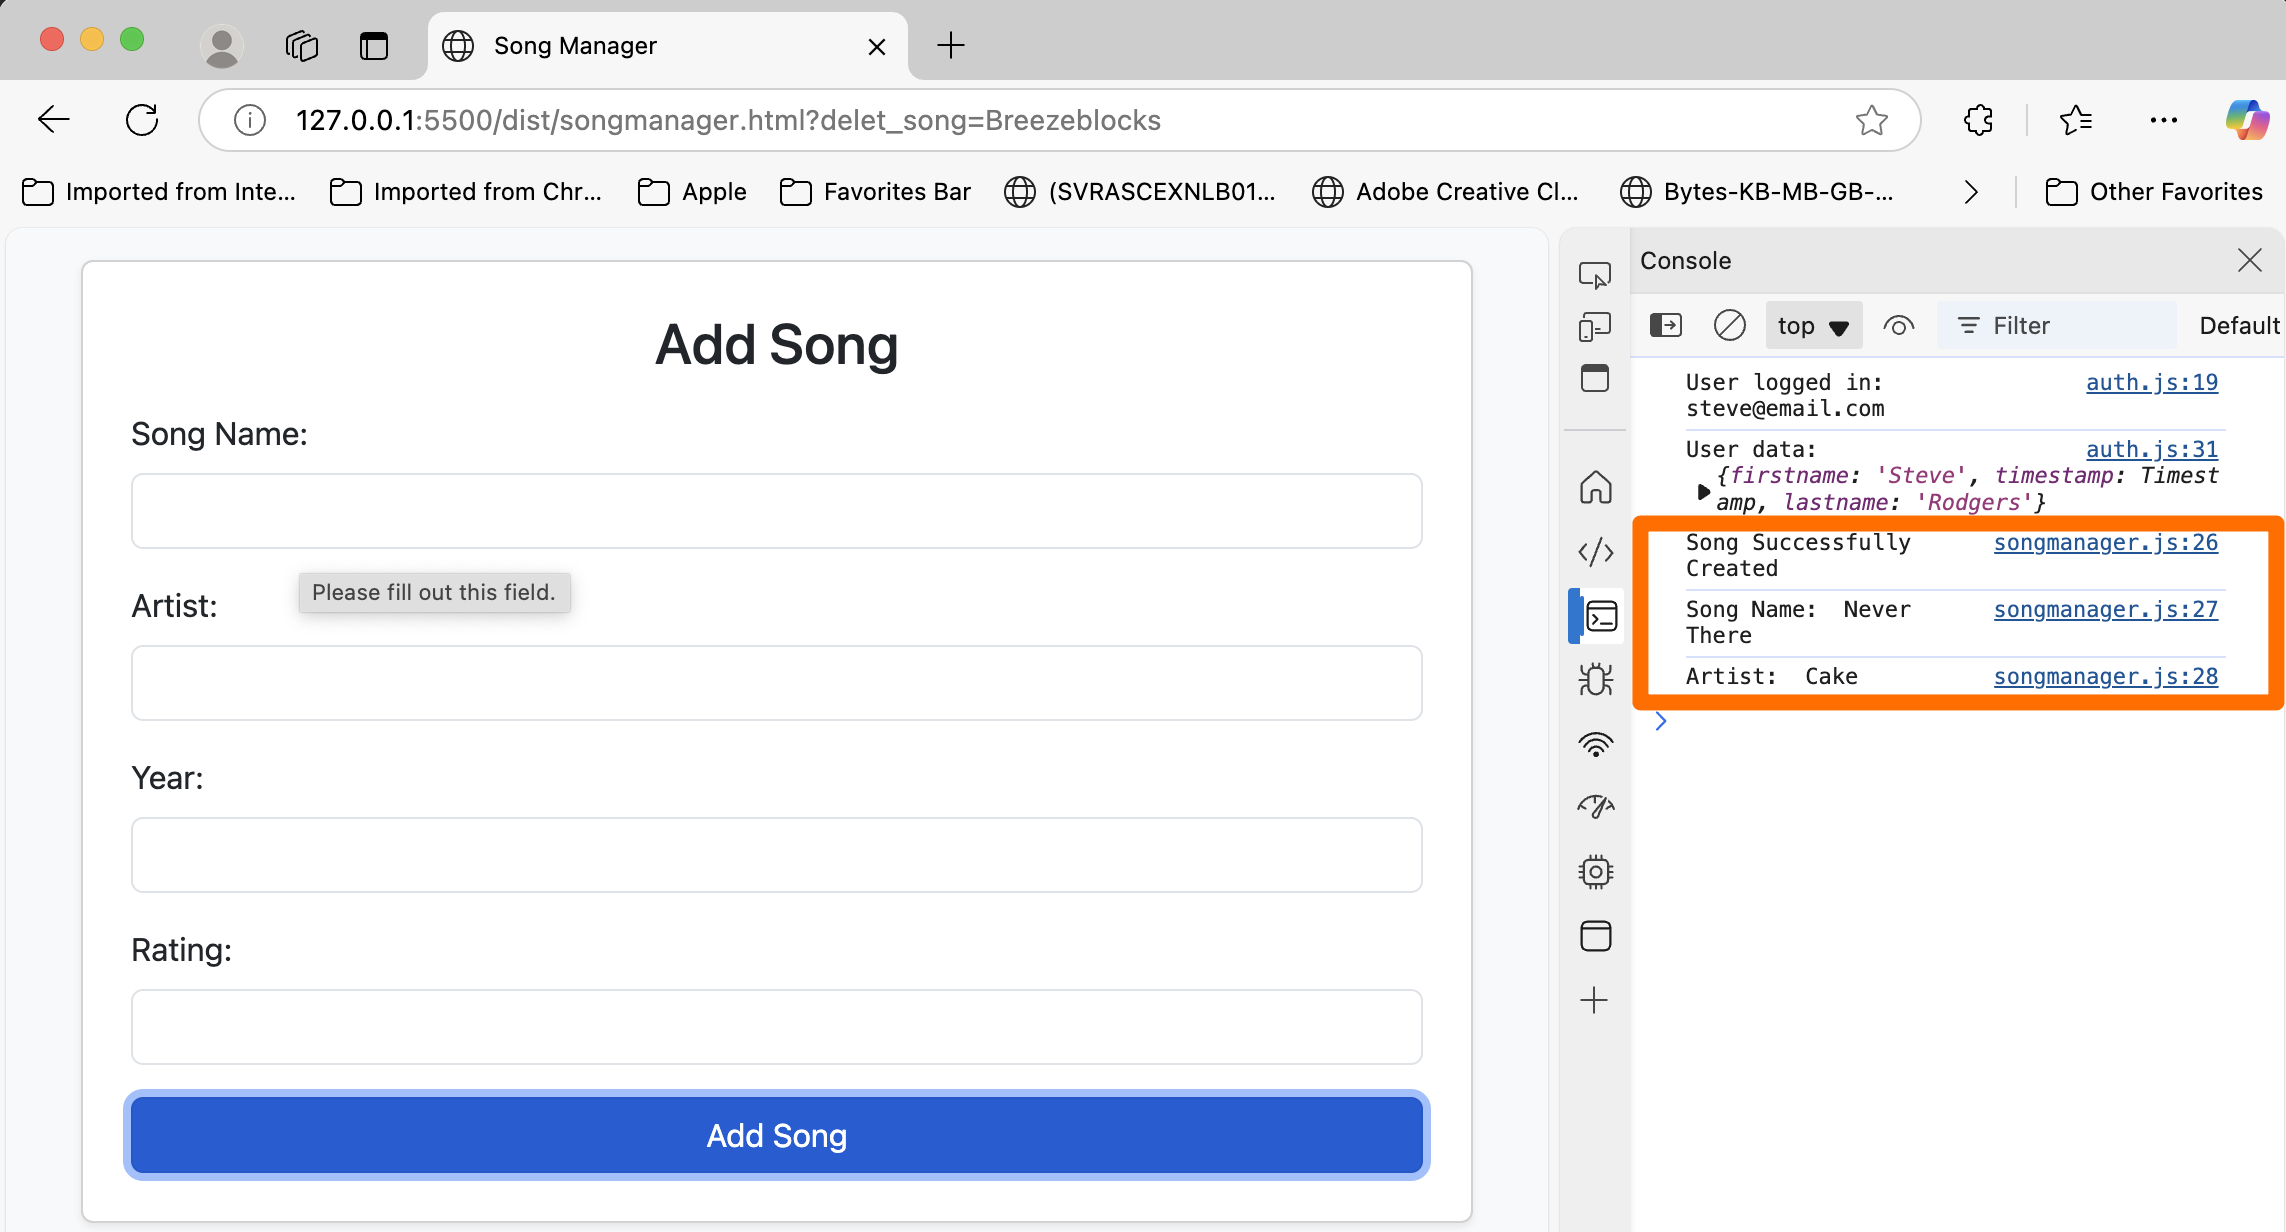 Song Manager
127.0.0.1:5500/dist/songmanager.html?delet_song=Breezeblocks
Imported from Inte... Imported from Chr... Apple Favorites Bar (SVRASCEXNLB01... Adobe Creative Cl... Bytes-KB-MB-GB-... Other Favorites
Add Song
Song Name:
Please fill out this field.
Artist:
Year:
Rating:
Add Song
Console
top Filter Default
User logged in: auth.js:19
steve@email.com
User data: auth.js:31
{firstname: 'Steve', timestamp: Timest
amp, lastname: 'Rodgers'}
Song Successfully songmanager.js:26
Created
Song Name:  Never songmanager.js:27
There
Artist:  Cake songmanager.js:28